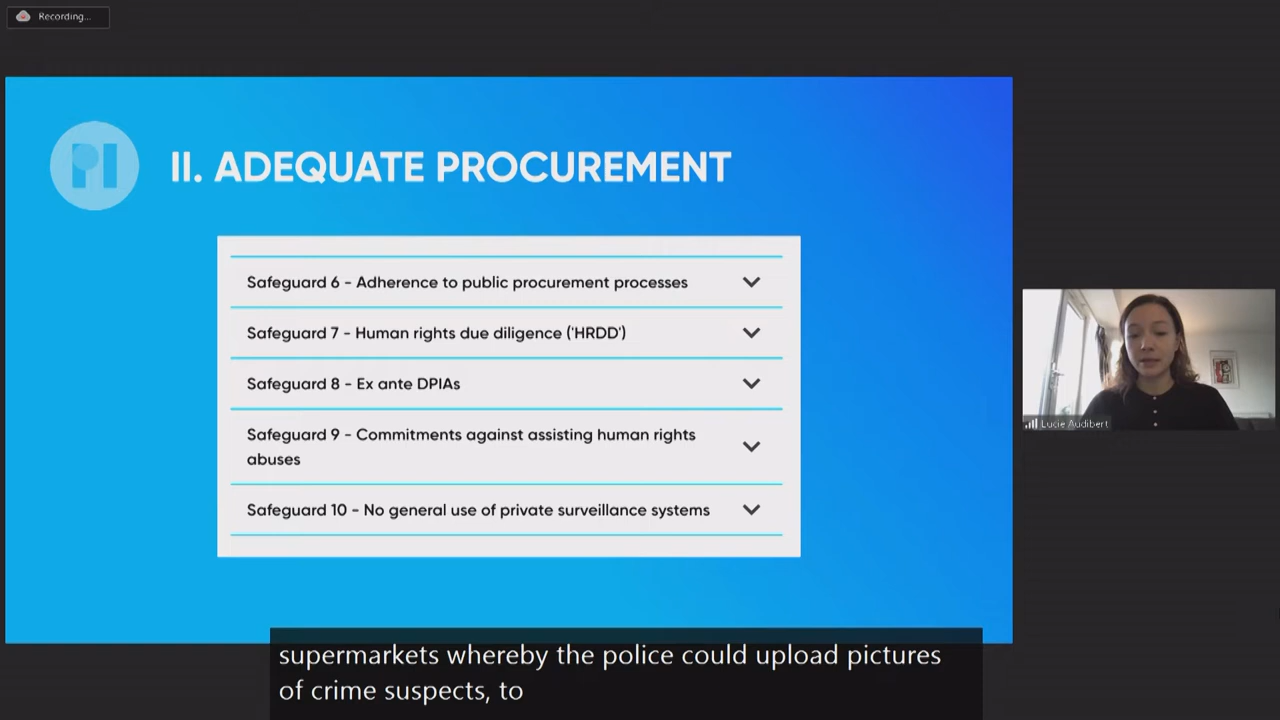 Recording...
PI
II. ADEQUATE PROCUREMENT
Safeguard 6 - Adherence to public procurement processes
Safeguard 7 - Human rights due diligence ('HRDD')
Safeguard 8 - Ex ante DPIAs
Safeguard 9 - Commitments against assisting human rights
abuses
Safeguard 10 - No general use of private surveillance systems
Lucie Audibert
supermarkets whereby the police could upload pictures
of crime suspects, to